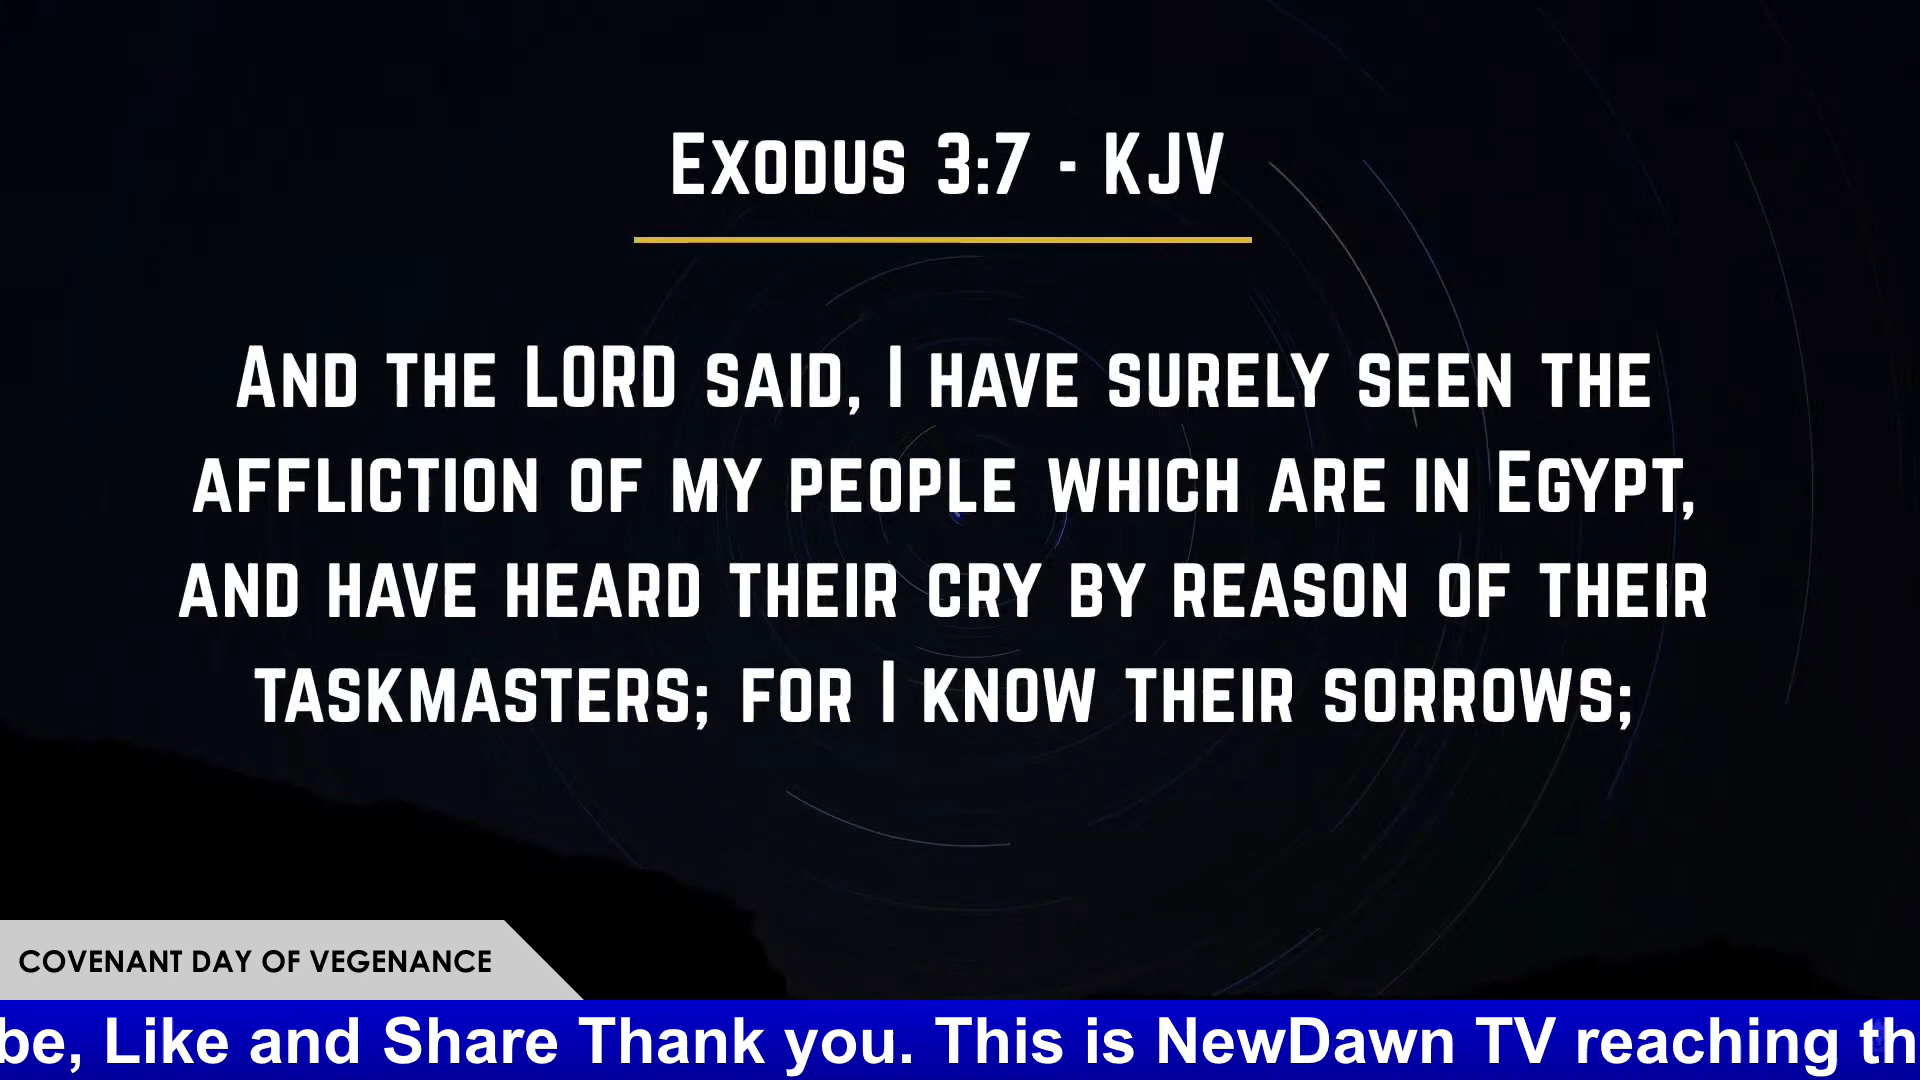 Exodus 3:7 - KJV
And the LORD said, I have surely seen the
affliction of my people which are in Egypt,
and have heard their cry by reason of their
taskmasters; for I know their sorrows;
COVENANT DAY OF VEGENANCE
be, Like and Share Thank you. This is NewDawn TV reaching th